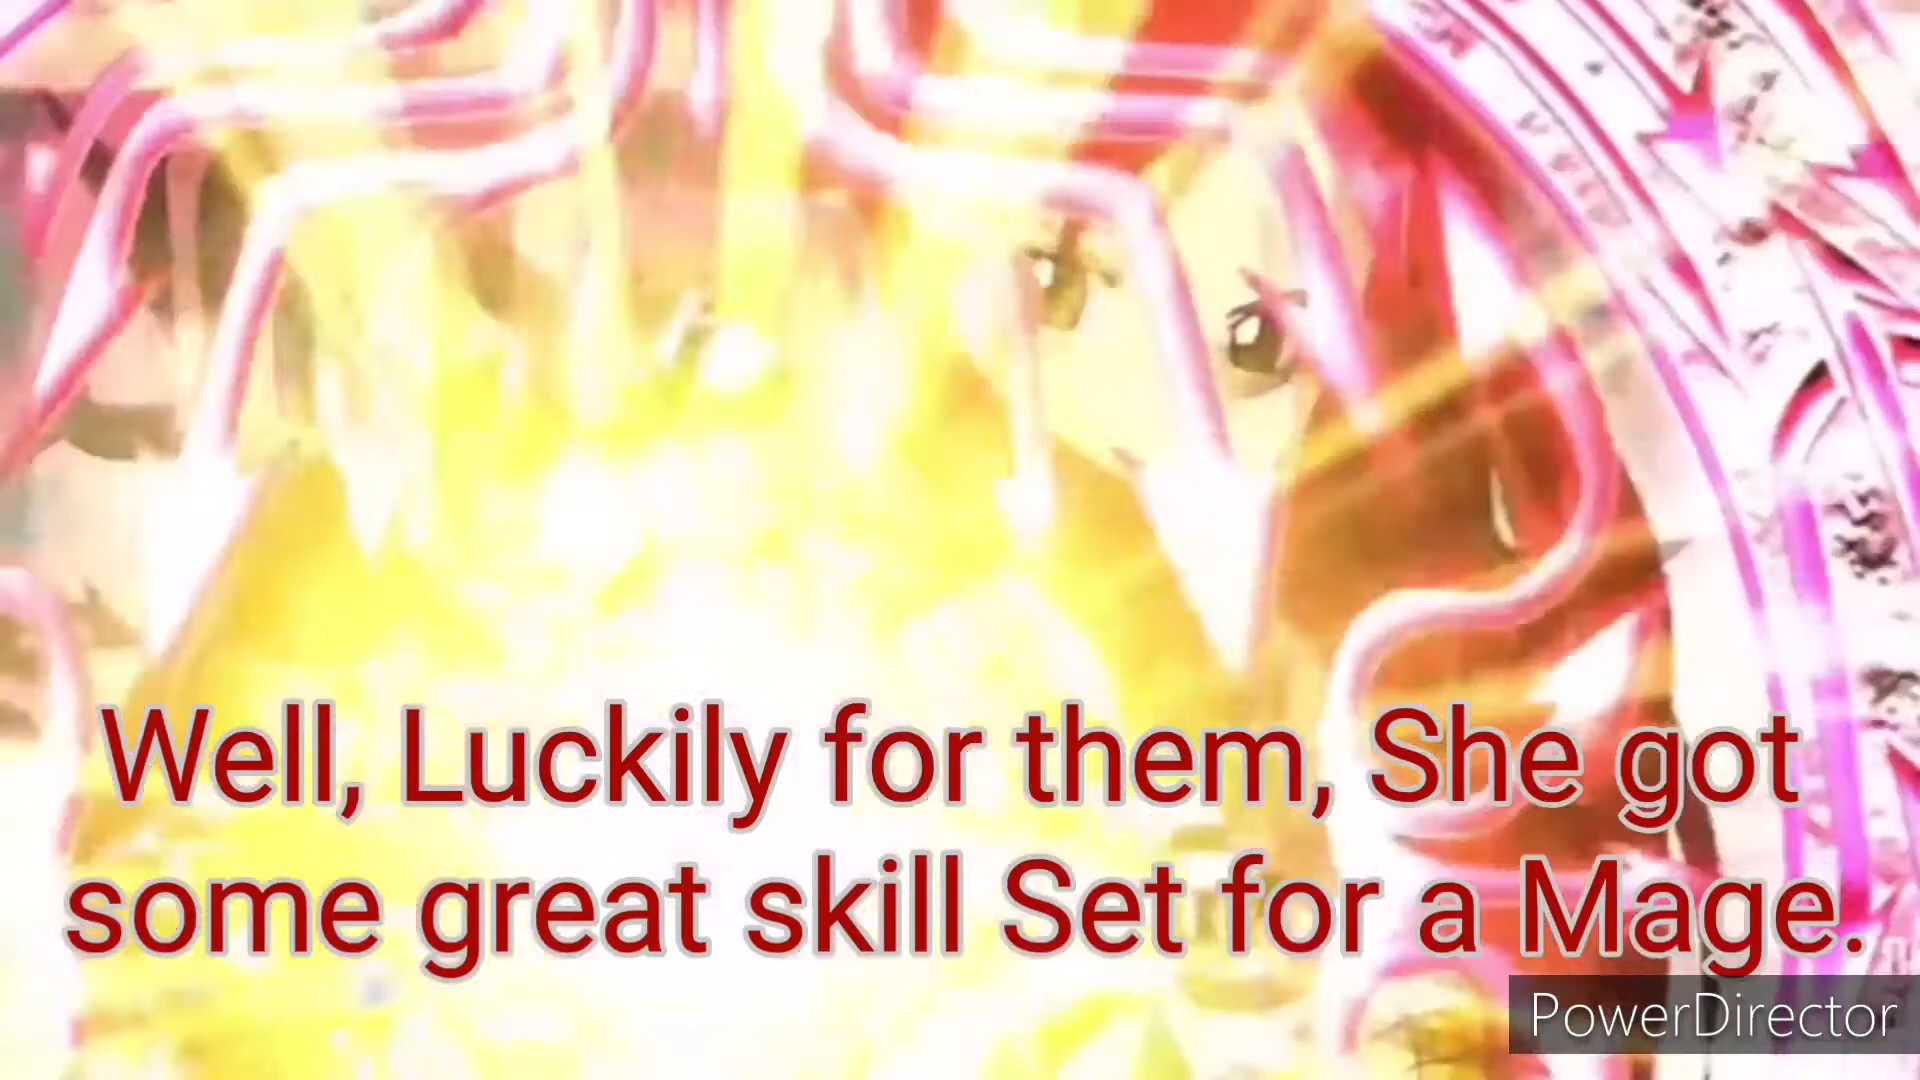 Well, Luckily for them, She got
some great skill Set for a Mage.
PowerDirector